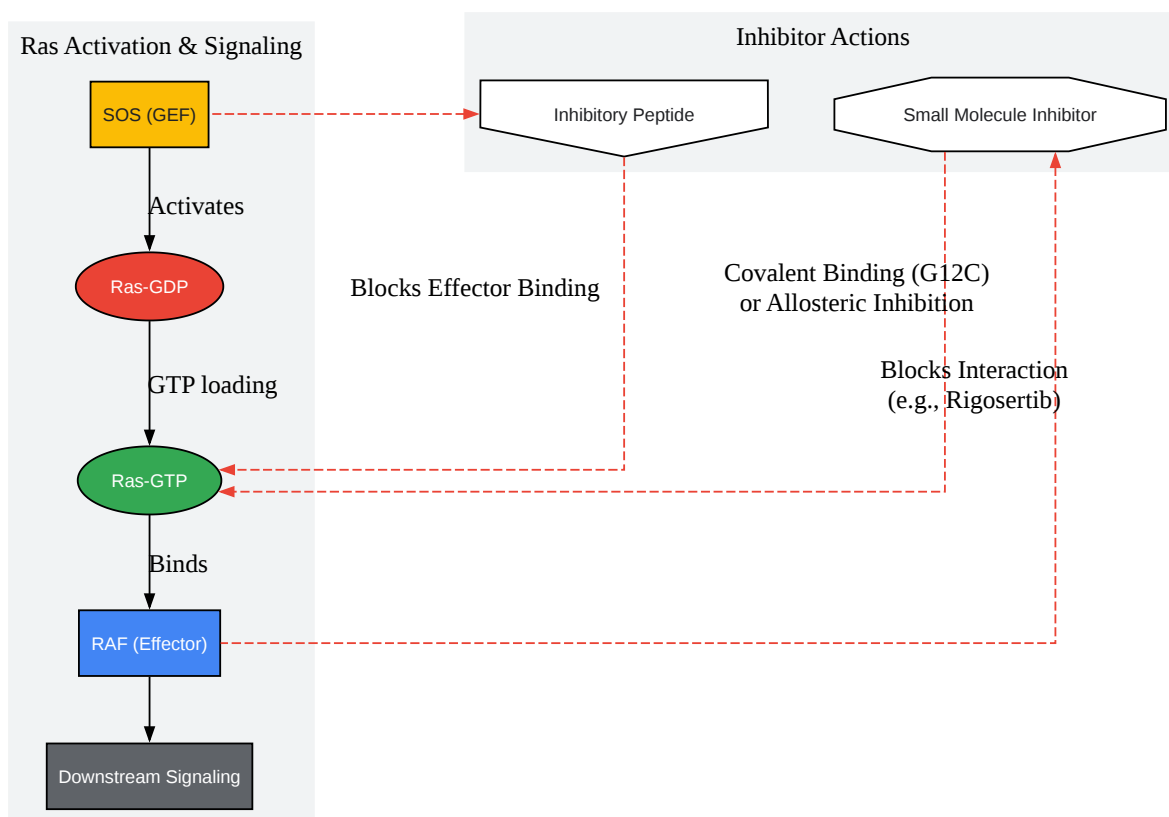 Ras Activation & Signaling
Inhibitor Actions
SOS (GEF)
Inhibitory Peptide
Small Molecule Inhibitor
Activates
Ras-GDP
Blocks Effector Binding
Covalent Binding (G12C)
or Allosteric Inhibition
GTP loading
Blocks Interaction
(e.g., Rigosertib)
Ras-GTP
Binds
RAF (Effector)
Downstream Signaling